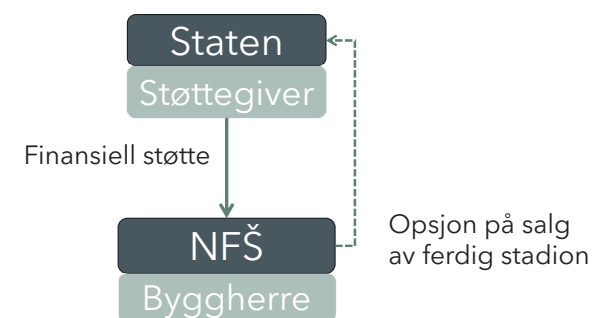 Staten
Støttegiver
Finansiell støtte
NFŠ
Byggherre
Opsjon på salg
av ferdig stadion